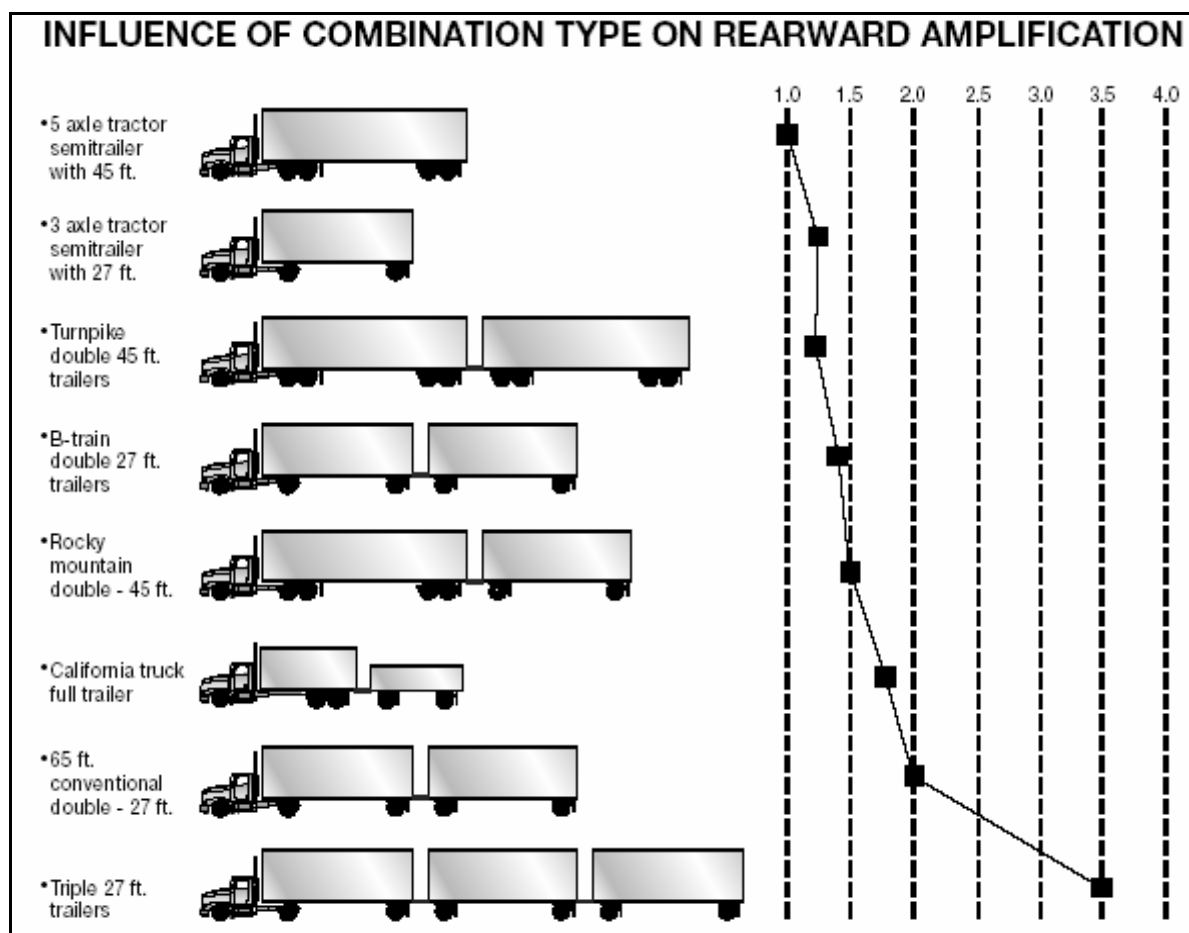 INFLUENCE OF COMBINATION TYPE ON REARWARD AMPLIFICATION
1.0 1.5 2.0 2.5 3.0 3.5 4.0
•5 axle tractor
semitrailer
with 45 ft.
•3 axle tractor
semitrailer
with 27 ft.
•Turnpike
double 45 ft.
trailers
•B-train
double 27 ft.
trailers
•Rocky
mountain
double - 45 ft.
•California truck
full trailer
•65 ft.
conventional
double - 27 ft.
•Triple 27 ft.
trailers